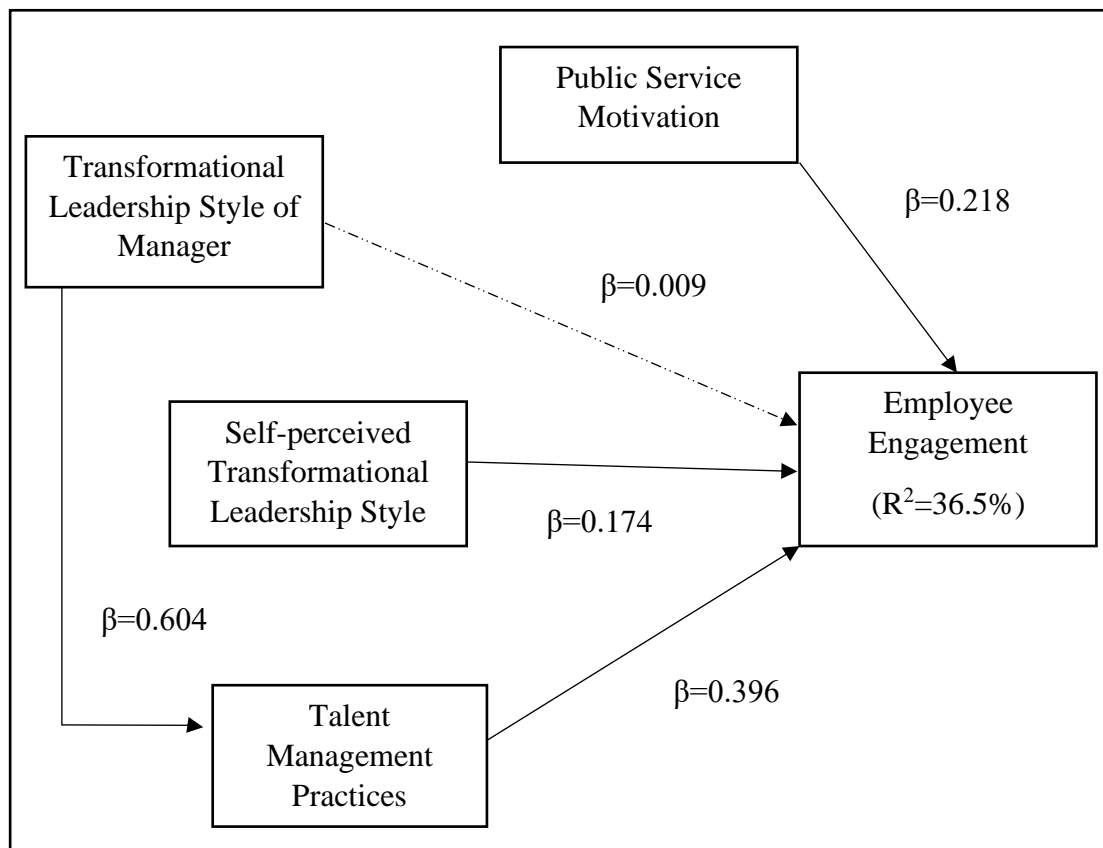 Public Service
Motivation
Transformational
Leadership Style of
Manager
β=0.218
β=0.009
Employee
Engagement
(R²=36.5%)
Self-perceived
Transformational
Leadership Style
β=0.174
β=0.604
β=0.396
Talent
Management
Practices